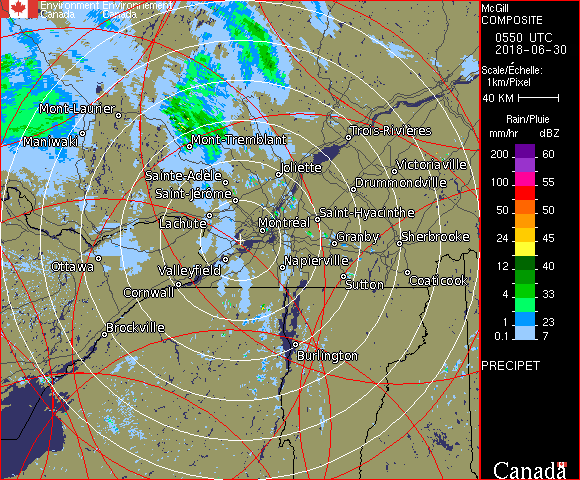 Environment Environnement
Canada Canada
McGill
COMPOSITE
0550 UTC
2018-06-30
Scale/Échelle:
1km/Pixel
40 KM
Rain/Pluie
mm/hr dBZ
200 60
100 55
50 50
24 45
12 40
4 33
1 23
0.1 7
PRECIPET
Canada
Mont-Laurier
Maniwaki
Mont-Tremblant
Trois-Rivières
Sainte-Adèle
Joliette
Victoriaville
Saint-Jérôme
Drummondville
Lachute
Montréal
Saint-Hyacinthe
Granby
Sherbrooke
Ottawa
Valleyfield
Napierville
Cornwall
Sutton
Coaticook
Brockville
Burlington